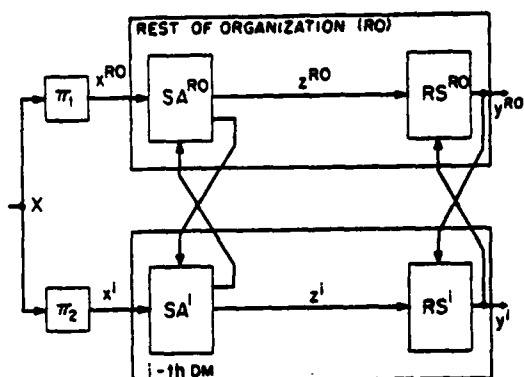 REST OF ORGANIZATION (RO)
π₁
x^RO
SA^RO
z^RO
RS^RO
y^RO
X
π₂
x^i
SA^i
z^i
RS^i
y^i
i-th DM